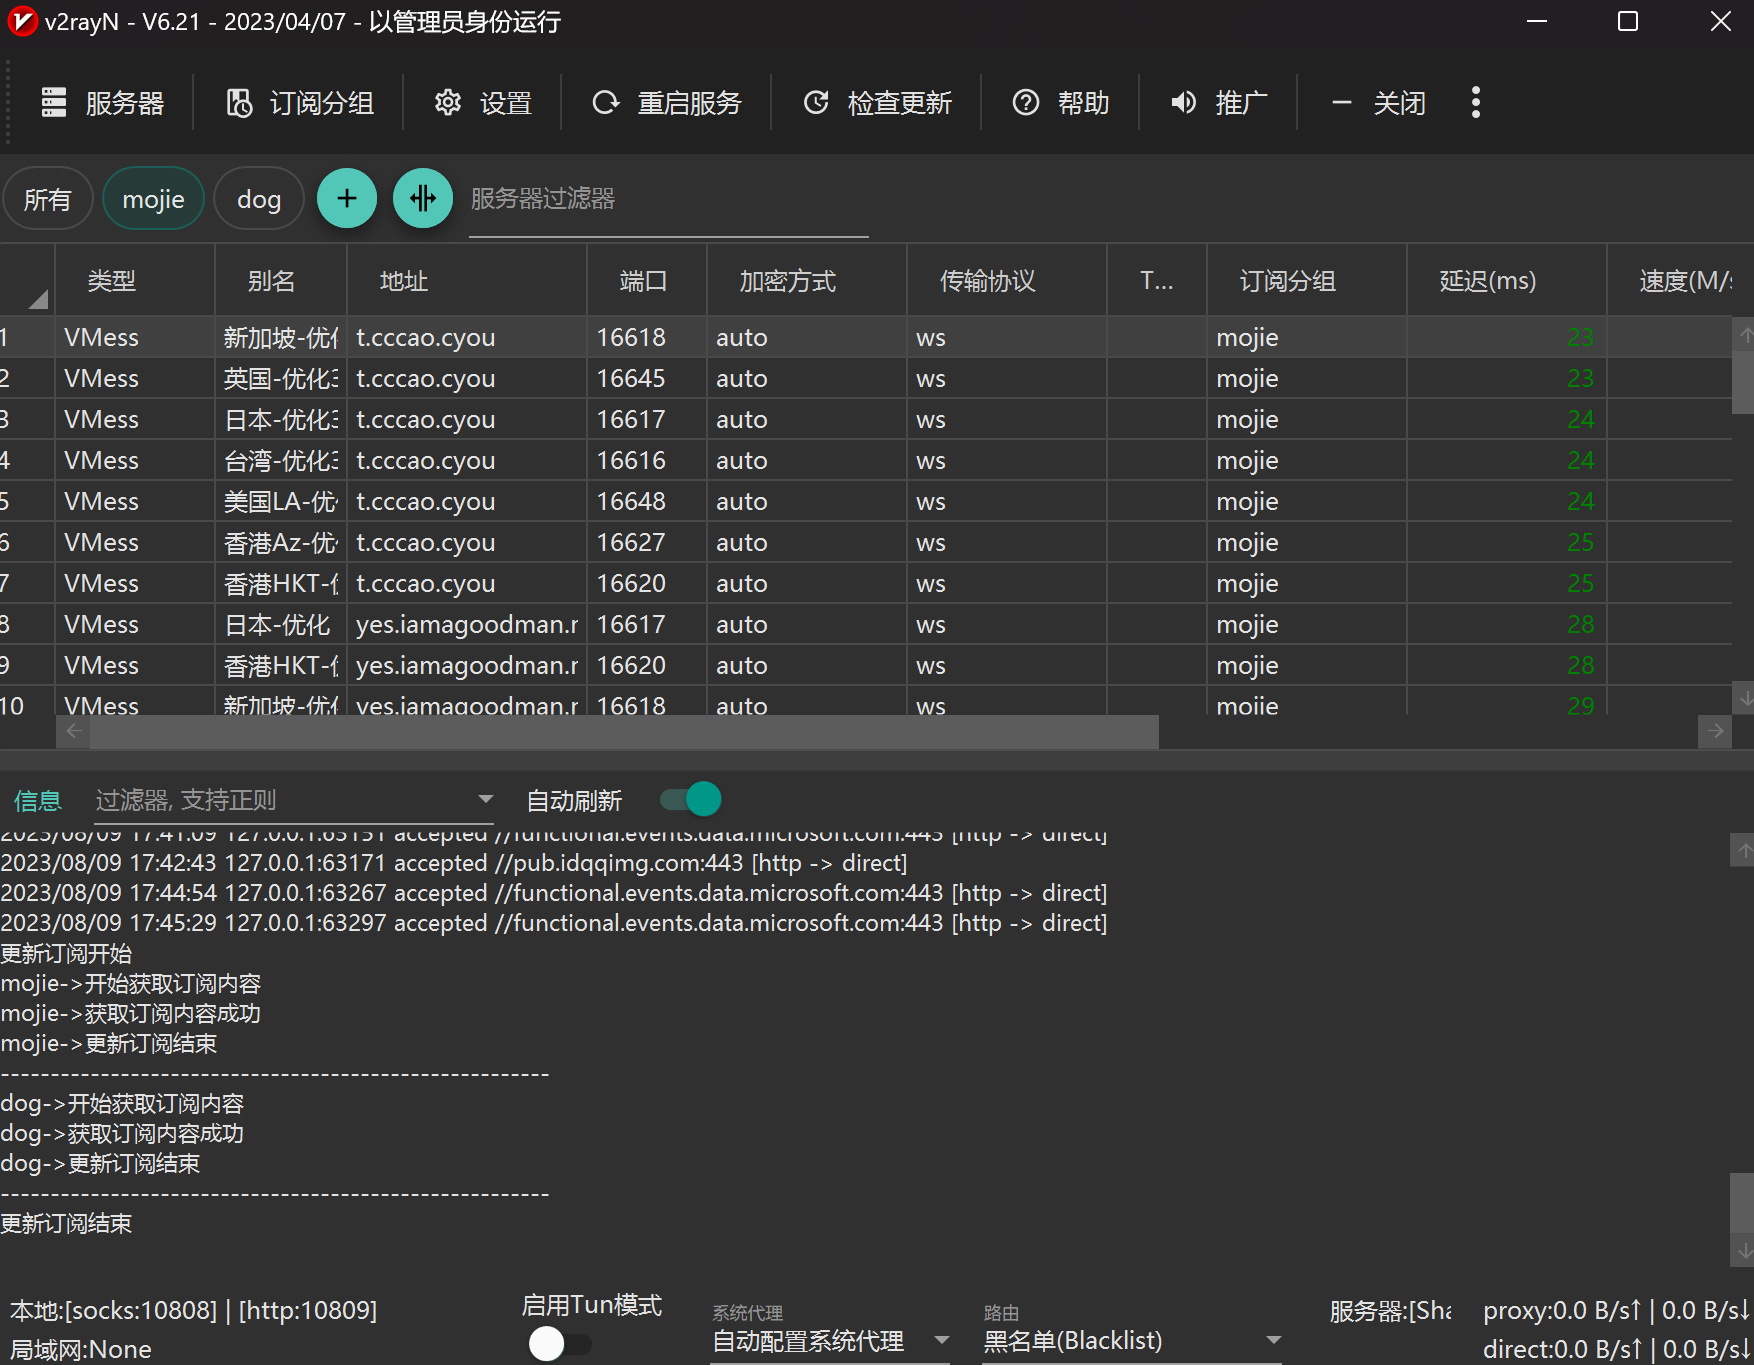 v2rayN - V6.21 - 2023/04/07 - 以管理员身份运行
服务器 订阅分组 设置 重启服务 检查更新 帮助 推广 关闭
所有 mojie dog 服务器过滤器
类型 别名 地址 端口 加密方式 传输协议 T... 订阅分组 延迟(ms) 速度(M/
1 VMess 新加坡-优 t.cccao.cyou 16618 auto ws mojie 23
2 VMess 英国-优化3 t.cccao.cyou 16645 auto ws mojie 23
3 VMess 日本-优化3 t.cccao.cyou 16617 auto ws mojie 24
4 VMess 台湾-优化3 t.cccao.cyou 16616 auto ws mojie 24
5 VMess 美国LA-优 t.cccao.cyou 16648 auto ws mojie 24
6 VMess 香港Az-优 t.cccao.cyou 16627 auto ws mojie 25
7 VMess 香港HKT- t.cccao.cyou 16620 auto ws mojie 25
8 VMess 日本-优化 yes.iamagoodman.r 16617 auto ws mojie 28
9 VMess 香港HKT- yes.iamagoodman.r 16620 auto ws mojie 28
10 VMess 新加坡-优 yes.iamagoodman.r 16618 auto ws mojie 29
信息 过滤器, 支持正则 自动刷新
2023/08/09 17:41:09 127.0.0.1:63151 accepted //functional.events.data.microsoft.com:443 [http -> direct]
2023/08/09 17:42:43 127.0.0.1:63171 accepted //pub.idqqimg.com:443 [http -> direct]
2023/08/09 17:44:54 127.0.0.1:63267 accepted //functional.events.data.microsoft.com:443 [http -> direct]
2023/08/09 17:45:29 127.0.0.1:63297 accepted //functional.events.data.microsoft.com:443 [http -> direct]
更新订阅开始
mojie->开始获取订阅内容
mojie->获取订阅内容成功
mojie->更新订阅结束
-------------------------------------------------------
dog->开始获取订阅内容
dog->获取订阅内容成功
dog->更新订阅结束
-------------------------------------------------------
更新订阅结束
本地:[socks:10808] | [http:10809]
局域网:None
启用Tun模式
系统代理
自动配置系统代理
路由
黑名单(Blacklist)
服务器:[Sha
proxy:0.0 B/s↑ | 0.0 B/s↓
direct:0.0 B/s↑ | 0.0 B/s↓